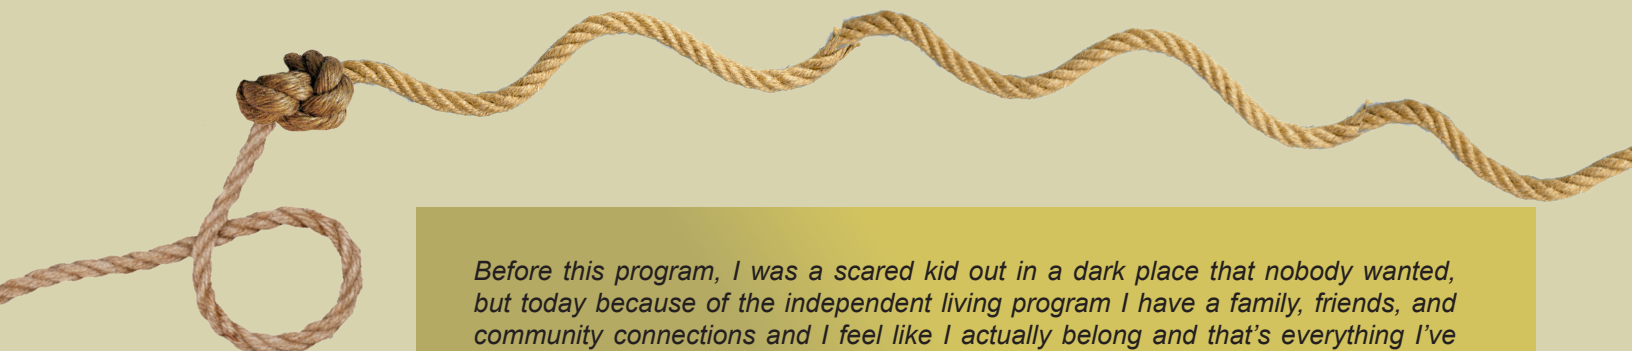 Before this program, I was a scared kid out in a dark place that nobody wanted,
but today because of the independent living program I have a family, friends, and
community connections and I feel like I actually belong and that’s everything I’ve